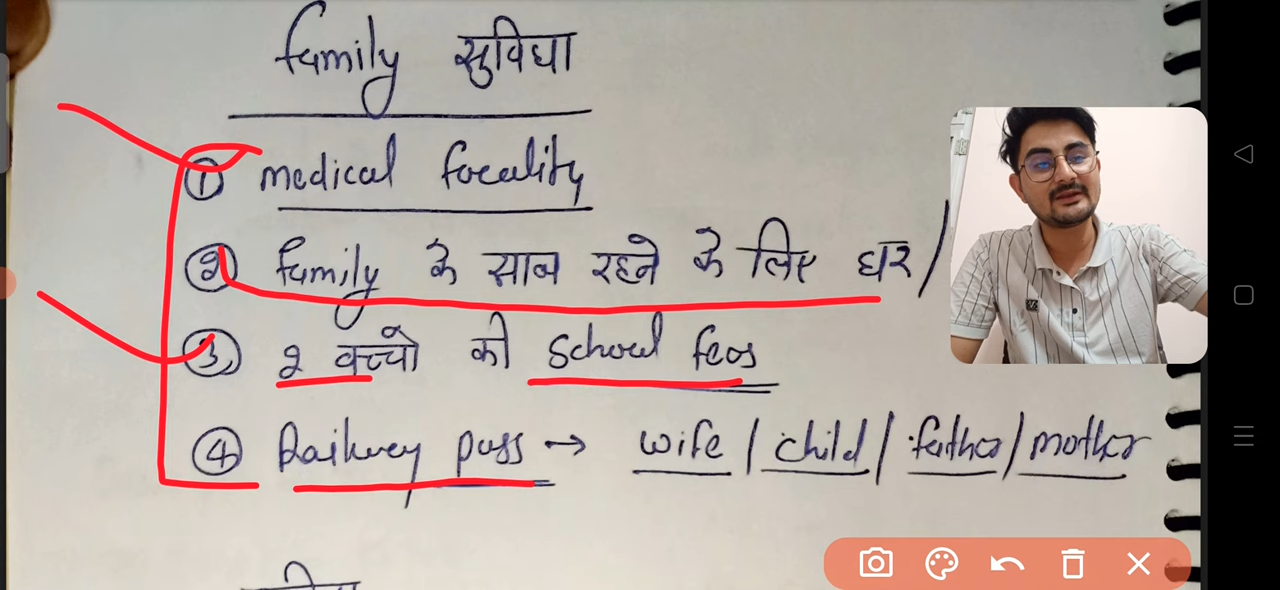 family सुविधा
① medical focality
② family के साथ रहने के लिए घर /
③ 2 बच्चो की school fees
④ Railway pass → wife / child / father / mother